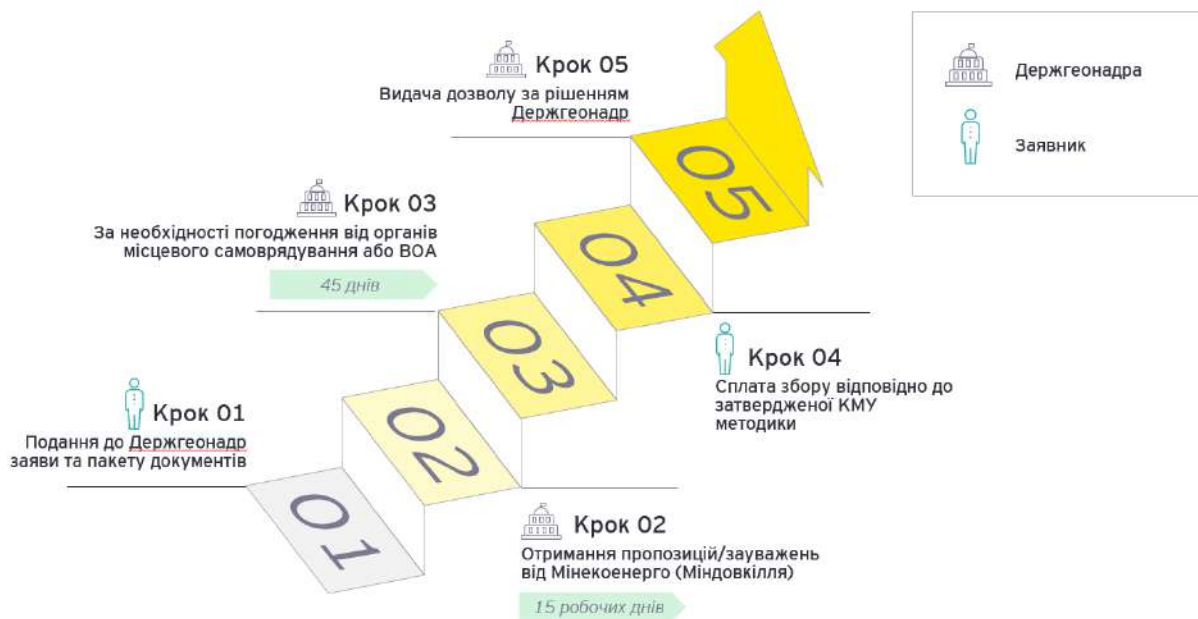 Крок 05
Видача дозволу за рішенням
Держгеонадр
Держгеонадра
Заявник
Крок 03
За необхідності погодження від органів
місцевого самоврядування або ВОА
45 днів
Крок 04
Сплата збору відповідно до
затвердженої КМУ
методики
Крок 01
Подання до Держгеонадр
заяви та пакету документів
Крок 02
Отримання пропозицій/зауважень
від Мінекоенерго (Міндовкілля)
15 робочих днів
05
04
03
02
01